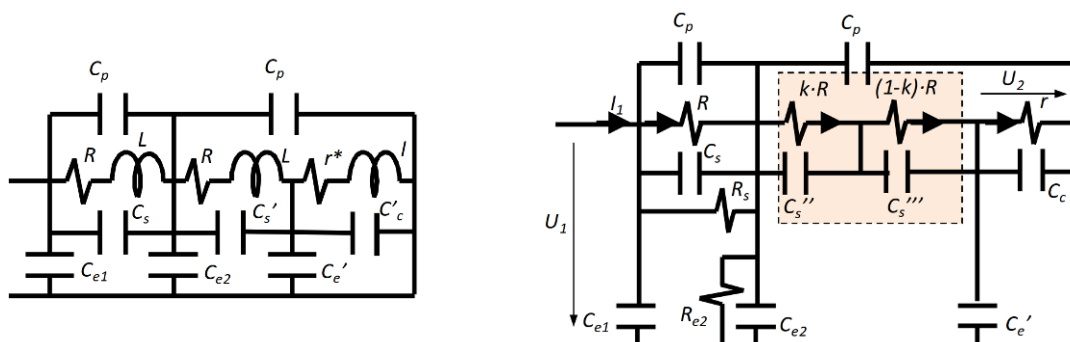 C_p C_p
R L R L r* l
C_s C_s' C'_c
C_e1 C_e2 C_e'
C_p C_p
I_1 R k·R (1-k)·R U_2 r
C_s
U_1 R_s C_s'' C_s''' C_c
C_e1 R_e2 C_e2 C_e'